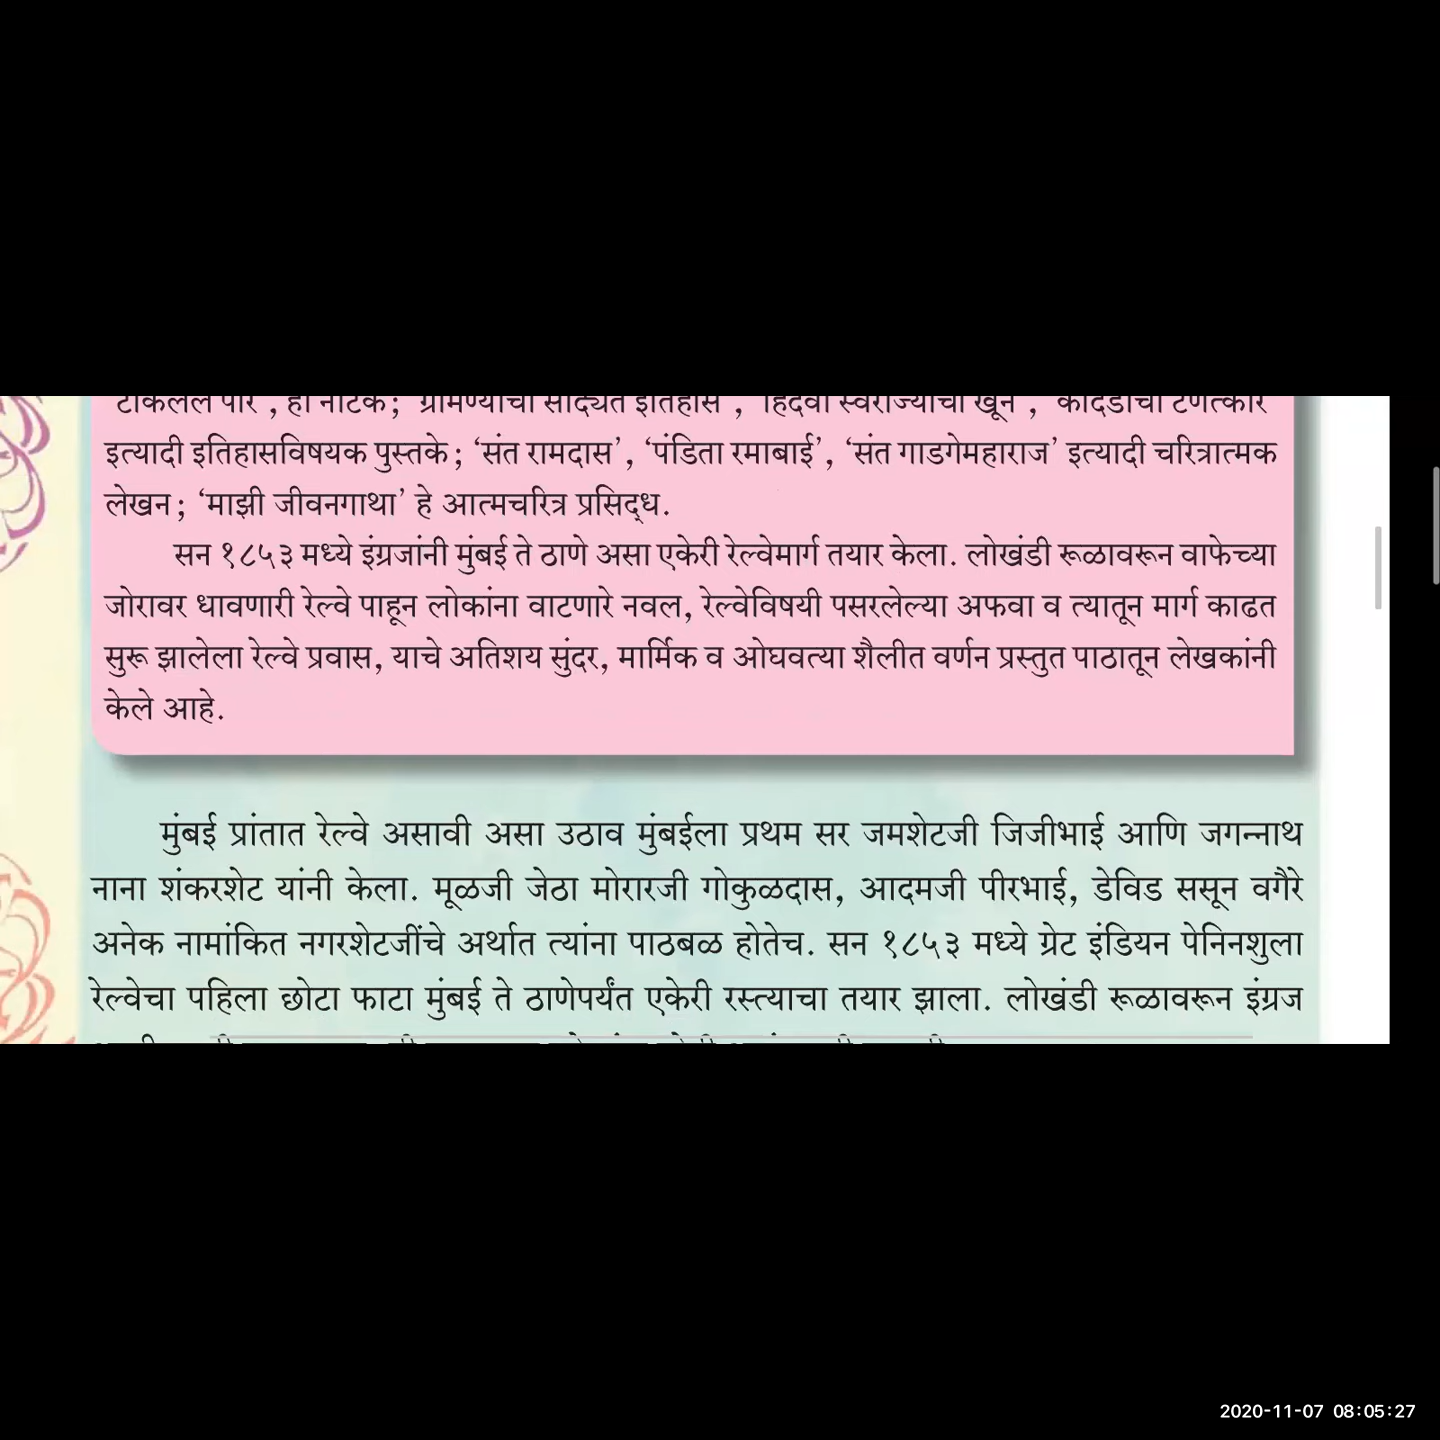 इत्यादी इतिहासविषयक पुस्तके; ‘संत रामदास’, ‘पंडिता रमाबाई’, ‘संत गाडगेमहाराज’ इत्यादी चरित्रात्मक
लेखन; ‘माझी जीवनगाथा’ हे आत्मचरित्र प्रसिद्ध.
सन १८५३ मध्ये इंग्रजांनी मुंबई ते ठाणे असा एकेरी रेल्वेमार्ग तयार केला. लोखंडी रूळावरून वाफेच्या
जोरावर धावणारी रेल्वे पाहून लोकांना वाटणारे नवल, रेल्वेविषयी पसरलेल्या अफवा व त्यातून मार्ग काढत
सुरू झालेला रेल्वे प्रवास, याचे अतिशय सुंदर, मार्मिक व ओघवत्या शैलीत वर्णन प्रस्तुत पाठातून लेखकांनी
केले आहे.
मुंबई प्रांतात रेल्वे असावी असा उठाव मुंबईला प्रथम सर जमशेटजी जिजीभाई आणि जगन्नाथ
नाना शंकरशेट यांनी केला. मूळजी जेठा मोरारजी गोकुळदास, आदमजी पीरभाई, डेविड ससून वगैरे
अनेक नामांकित नगरशेटजींचे अर्थात त्यांना पाठबळ होतेच. सन १८५३ मध्ये ग्रेट इंडियन पेनिनशुला
रेल्वेचा पहिला छोटा फाटा मुंबई ते ठाणेपर्यंत एकेरी रस्त्याचा तयार झाला. लोखंडी रूळावरून इंग्रज
2020-11-07 08:05:27